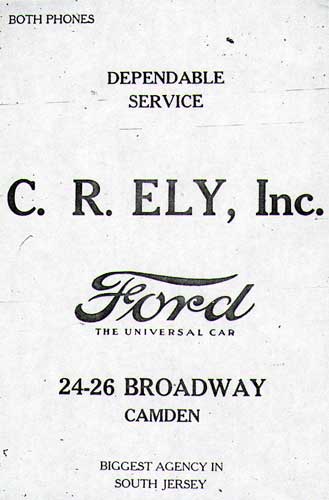 BOTH PHONES
DEPENDABLE
SERVICE
C. R. ELY, Inc.
Ford
THE UNIVERSAL CAR
24-26 BROADWAY
CAMDEN
BIGGEST AGENCY IN
SOUTH JERSEY